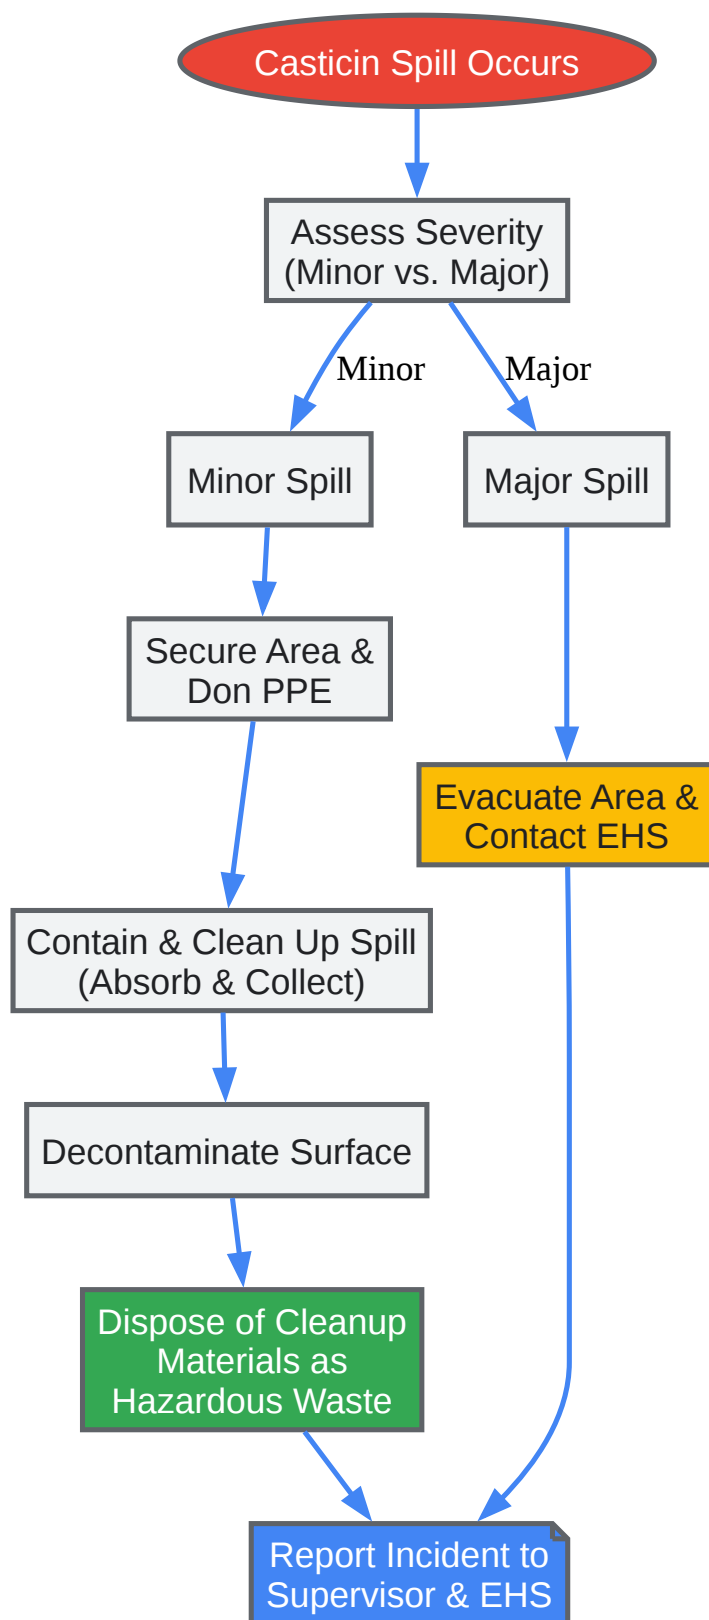 Casticin Spill Occurs
Assess Severity
(Minor vs. Major)
Minor
Major
Minor Spill
Major Spill
Secure Area &
Don PPE
Evacuate Area &
Contact EHS
Contain & Clean Up Spill
(Absorb & Collect)
Decontaminate Surface
Dispose of Cleanup
Materials as
Hazardous Waste
Report Incident to
Supervisor & EHS